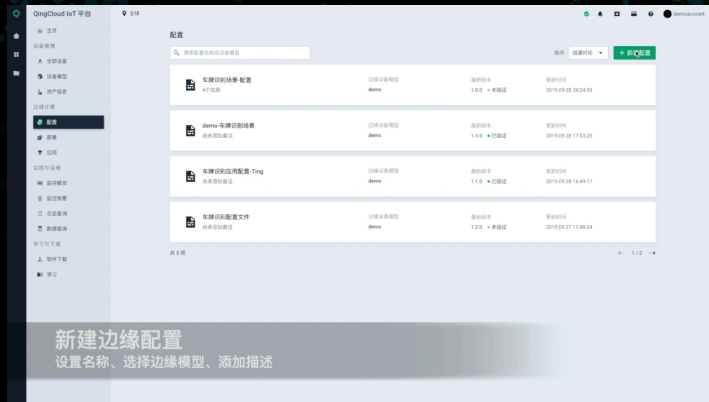 QingCloud IoT 平台
全球
demoaccount
主页
设备管理
全部设备
设备模型
资产信息
边缘计算
配置
部署
应用
监控与运维
监控概览
监控告警
日志查询
数据查询
学习与下载
软件下载
学习
配置
搜索配置名称或设备模型
排序: 创建时间
+ 新建配置
车牌识别场景-配置
4个应用
边缘设备模型
demo
最新版本
1.0.0 未验证
更新时间
2019.09.28 20:24:53
demo-车牌识别场景
尚未添加备注
边缘设备模型
demo
最新版本
1.4.0 已验证
更新时间
2019.09.28 17:53:25
车牌识别应用配置-Ting
尚未添加备注
边缘设备模型
demo
最新版本
1.1.0 已验证
更新时间
2019.09.28 16:49:17
车牌识别配置文件
尚未添加备注
边缘设备模型
demo
最新版本
1.2.0 未验证
更新时间
2019.09.27 17:48:34
共 5 项
1 / 2
新建边缘配置
设置名称、选择边缘模型、添加描述